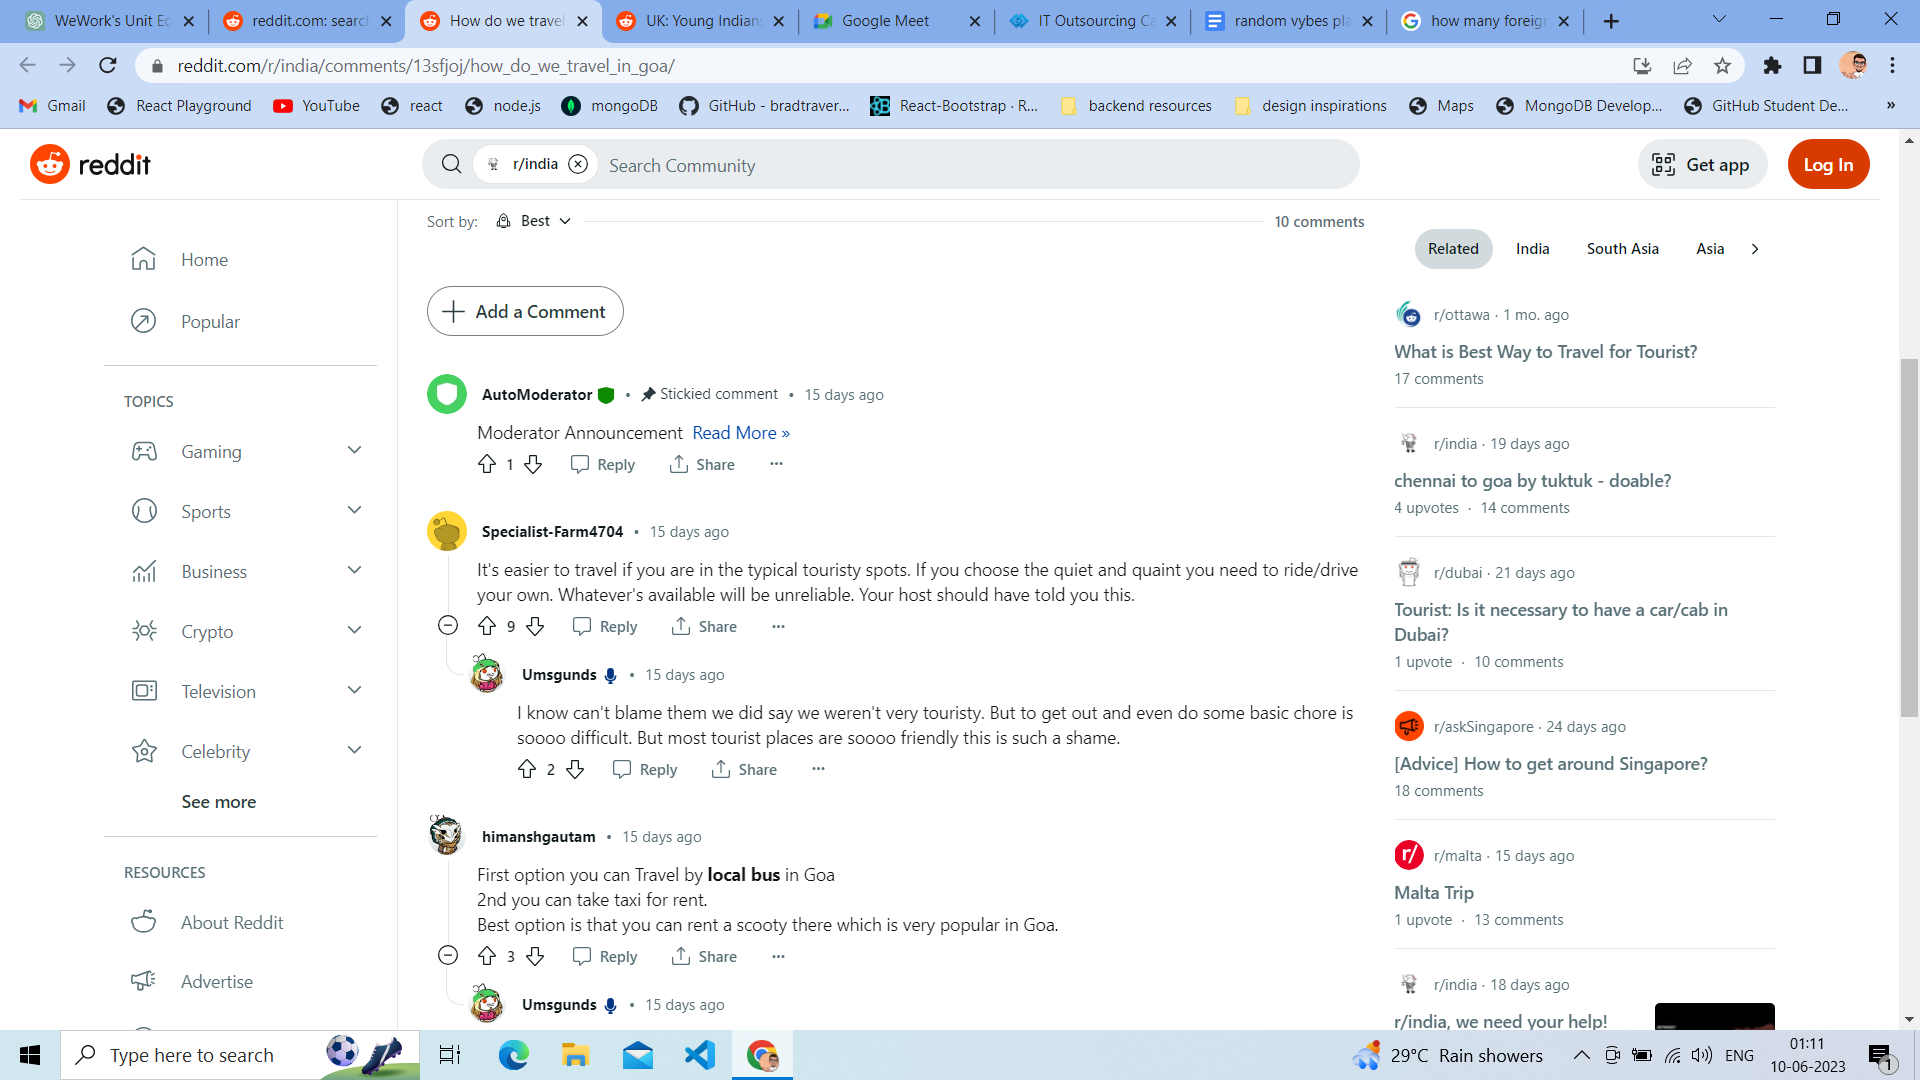 WeWork's Unit Ec
reddit.com: search
How do we travel
UK: Young Indians
Google Meet
IT Outsourcing Ca
random vybes pla
how many foreign
reddit.com/r/india/comments/13sfjoj/how_do_we_travel_in_goa/
Gmail
React Playground
YouTube
react
node.js
mongoDB
GitHub - bradtraver...
React-Bootstrap · R...
backend resources
design inspirations
Maps
MongoDB Develop...
GitHub Student De...
»
reddit
r/india
Search Community
Get app
Log In
Home
Popular
TOPICS
Gaming
Sports
Business
Crypto
Television
Celebrity
See more
RESOURCES
About Reddit
Advertise
Sort by: Best
10 comments
Add a Comment
AutoModerator • Stickied comment • 15 days ago
Moderator Announcement Read More »
1 Reply Share ...
Specialist-Farm4704 • 15 days ago
It's easier to travel if you are in the typical touristy spots. If you choose the quiet and quaint you need to ride/drive
your own. Whatever's available will be unreliable. Your host should have told you this.
9 Reply Share ...
Umsgunds • 15 days ago
I know can't blame them we did say we weren't very touristy. But to get out and even do some basic chore is
soooo difficult. But most tourist places are soooo friendly this is such a shame.
2 Reply Share ...
himanshgautam • 15 days ago
First option you can Travel by local bus in Goa
2nd you can take taxi for rent.
Best option is that you can rent a scooty there which is very popular in Goa.
3 Reply Share ...
Umsgunds • 15 days ago
Related India South Asia Asia
r/ottawa · 1 mo. ago
What is Best Way to Travel for Tourist?
17 comments
r/india · 19 days ago
chennai to goa by tuktuk - doable?
4 upvotes · 14 comments
r/dubai · 21 days ago
Tourist: Is it necessary to have a car/cab in
Dubai?
1 upvote · 10 comments
r/askSingapore · 24 days ago
[Advice] How to get around Singapore?
18 comments
r/malta · 15 days ago
Malta Trip
1 upvote · 13 comments
r/india · 18 days ago
r/india, we need your help!
Type here to search
29°C Rain showers
ENG
01:11
10-06-2023
1